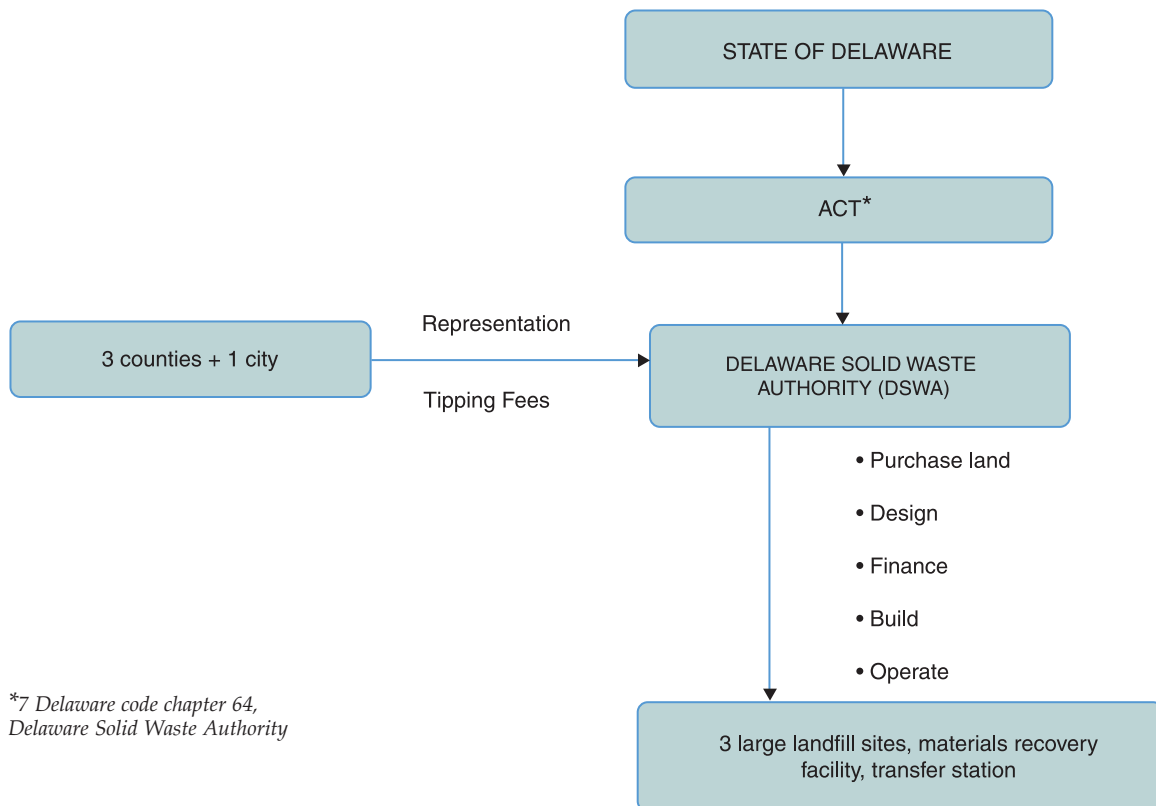 STATE OF DELAWARE
ACT*
Representation
3 counties + 1 city
Tipping Fees
DELAWARE SOLID WASTE
AUTHORITY (DSWA)
• Purchase land
• Design
• Finance
• Build
• Operate
*7 Delaware code chapter 64,
Delaware Solid Waste Authority
3 large landfill sites, materials recovery
facility, transfer station